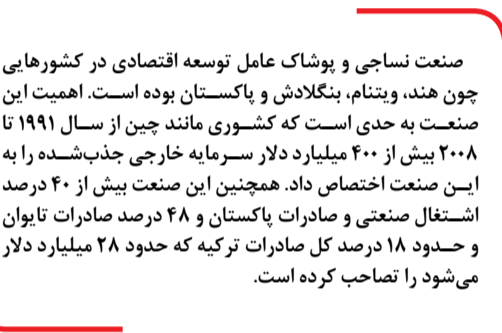 صنعت نساجی و پوشاک عامل توسعه اقتصادی در کشورهایی
چون هند، ویتنام، بنگلادش و پاکستان بوده است. اهمیت این
صنعت به حدی است که کشوری مانند چین از سال ۱۹۹۱ تا
۲۰۰۸ بیش از ۴۰۰ میلیارد دلار سرمایه خارجی جذب‌شده را به
این صنعت اختصاص داد. همچنین این صنعت بیش از ۴۰ درصد
اشتغال صنعتی و صادرات پاکستان و ۴۸ درصد صادرات تایوان
و حدود ۱۸ درصد کل صادرات ترکیه که حدود ۲۸ میلیارد دلار
می‌شود را تصاحب کرده است.